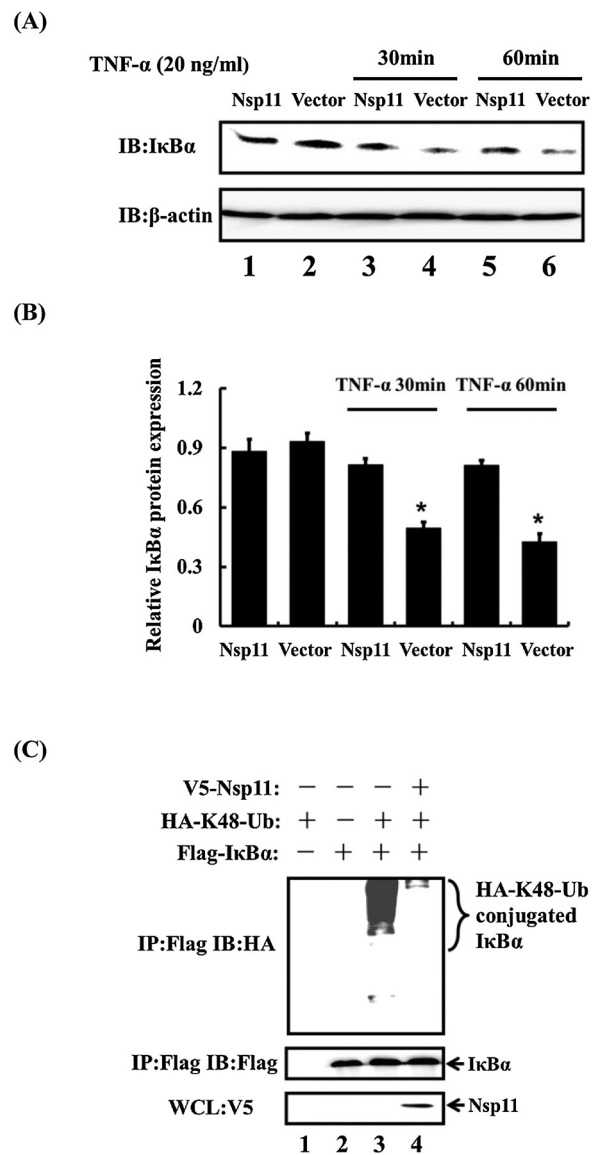 (A)
TNF-α (20 ng/ml) 30min 60min
Nsp11 Vector Nsp11 Vector Nsp11 Vector
IB:IκBα
IB:β-actin
1 2 3 4 5 6
(B)
Relative IκBα protein expression
1.2
0.9
0.6
0.3
0
TNF-α 30min TNF-α 60min
* *
Nsp11 Vector Nsp11 Vector Nsp11 Vector
(C)
V5-Nsp11: − − − +
HA-K48-Ub: + − + +
Flag-IκBα: − + + +
IP:Flag IB:HA
HA-K48-Ub
conjugated
IκBα
IP:Flag IB:Flag IκBα
WCL:V5 Nsp11
1 2 3 4